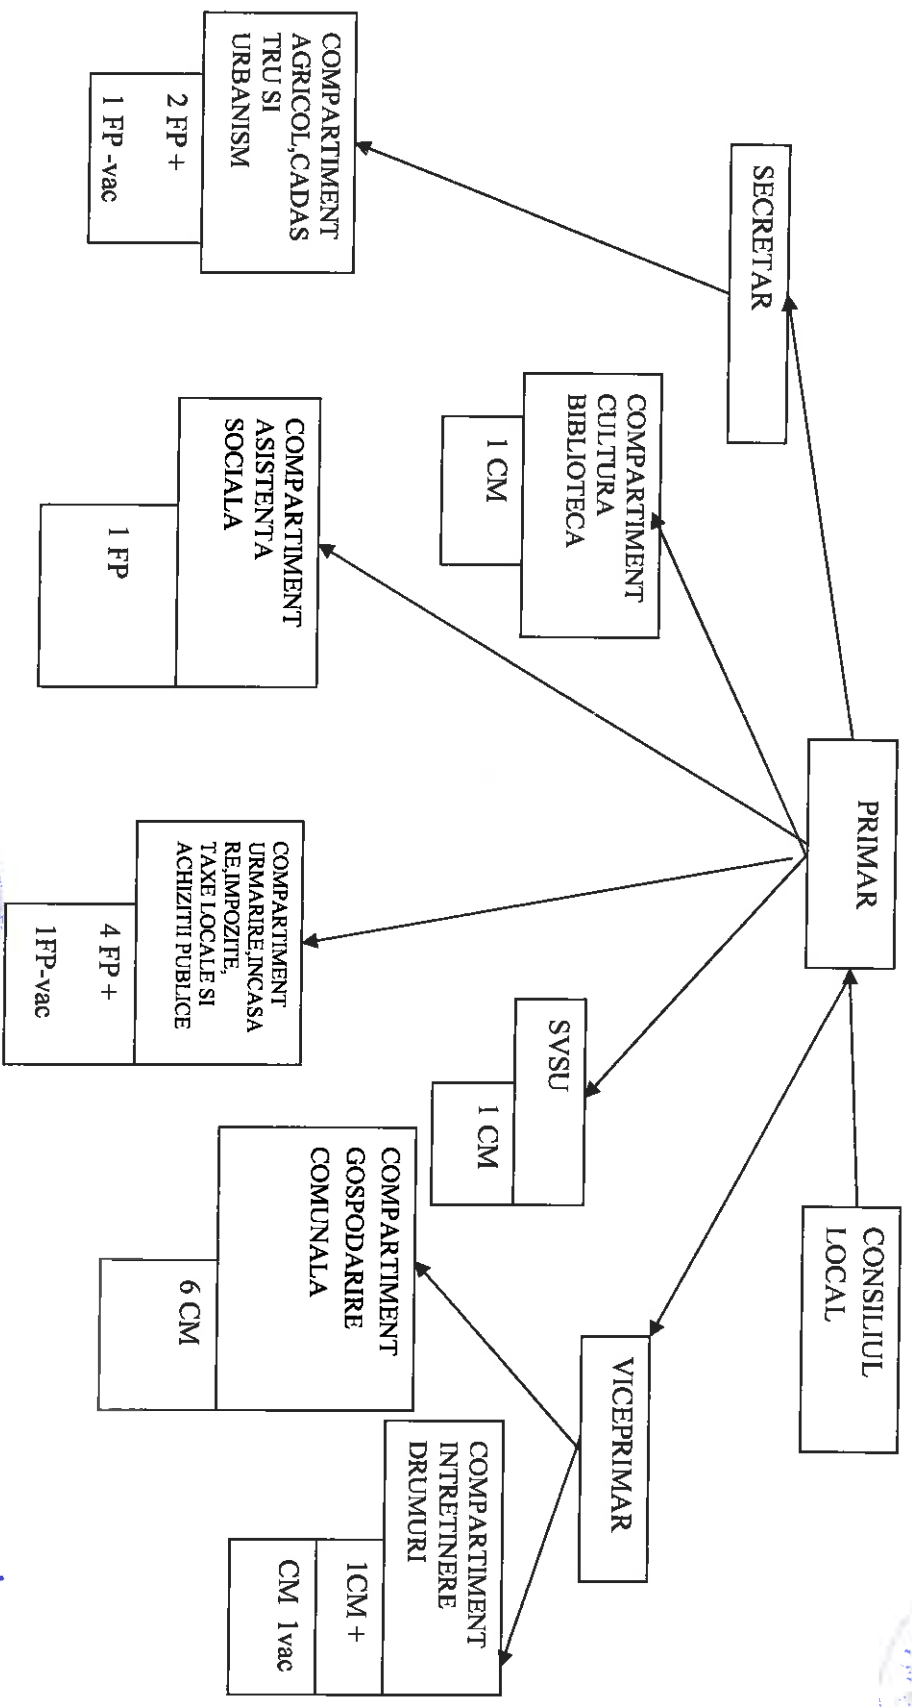 PRIMAR
CONSILIUL
LOCAL
SECRETAR
VICEPRIMAR
COMPARTIMENT
CULTURA
BIBLIOTECA
1 CM
SVSU
1 CM
COMPARTIMENT
INTRETINERE
DRUMURI
1CM +
CM 1vac
COMPARTIMENT
AGRICOL,CADAS
TRU SI
URBANISM
2 FP +
1 FP -vac
COMPARTIMENT
ASISTENTA
SOCIALA
1 FP
COMPARTIMENT
URMARIRE,INCASA
RE,IMPOZITE,
TAXE LOCALE SI
ACHIZITII PUBLICE
4 FP +
1FP-vac
COMPARTIMENT
GOSPODARIRE
COMUNALA
6 CM